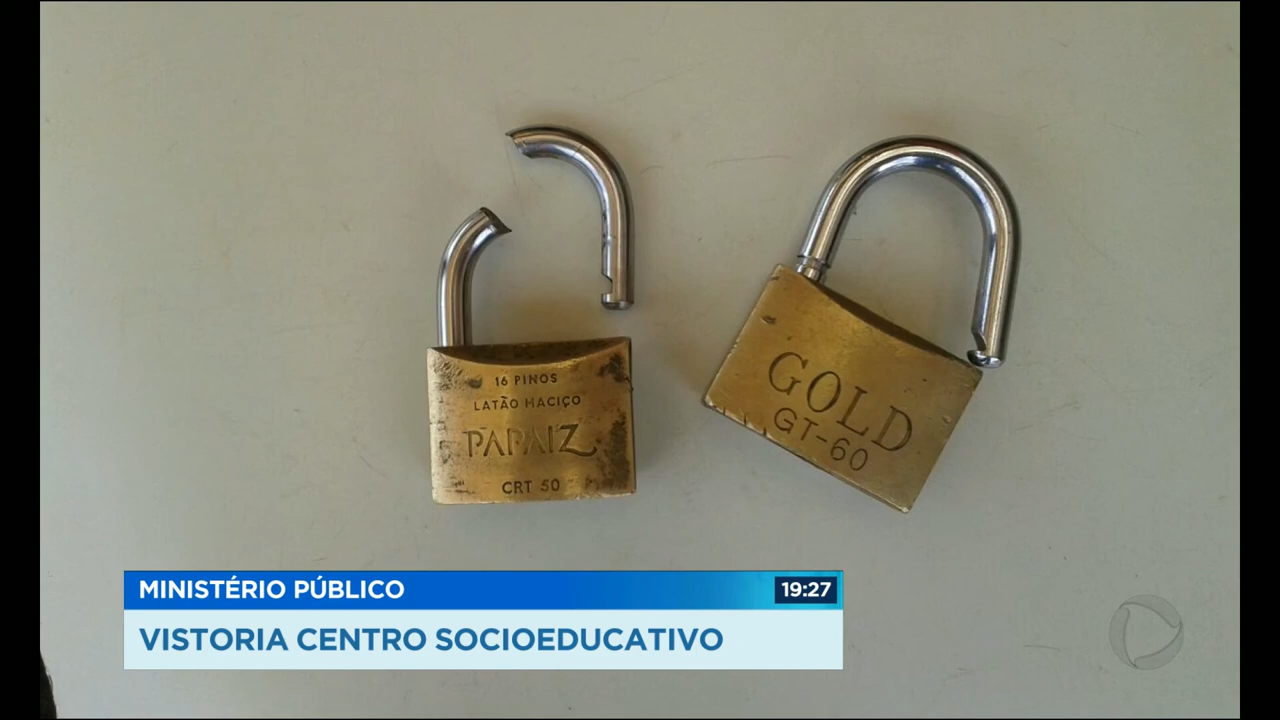 16 PINOS
LATÃO MACIÇO
PAPAIZ
CRT 50
GOLD
GT-60
MINISTÉRIO PÚBLICO
19:27
VISTORIA CENTRO SOCIOEDUCATIVO